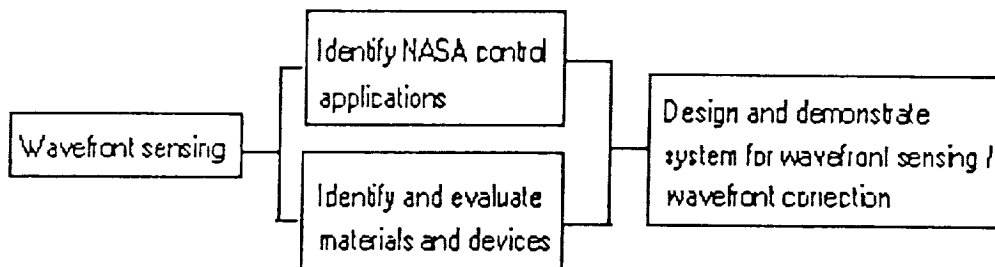 Wavefront sensing
Identify NASA control
applications
Identify and evaluate
materials and devices
Design and demonstrate
system for wavefront sensing /
wavefront correction